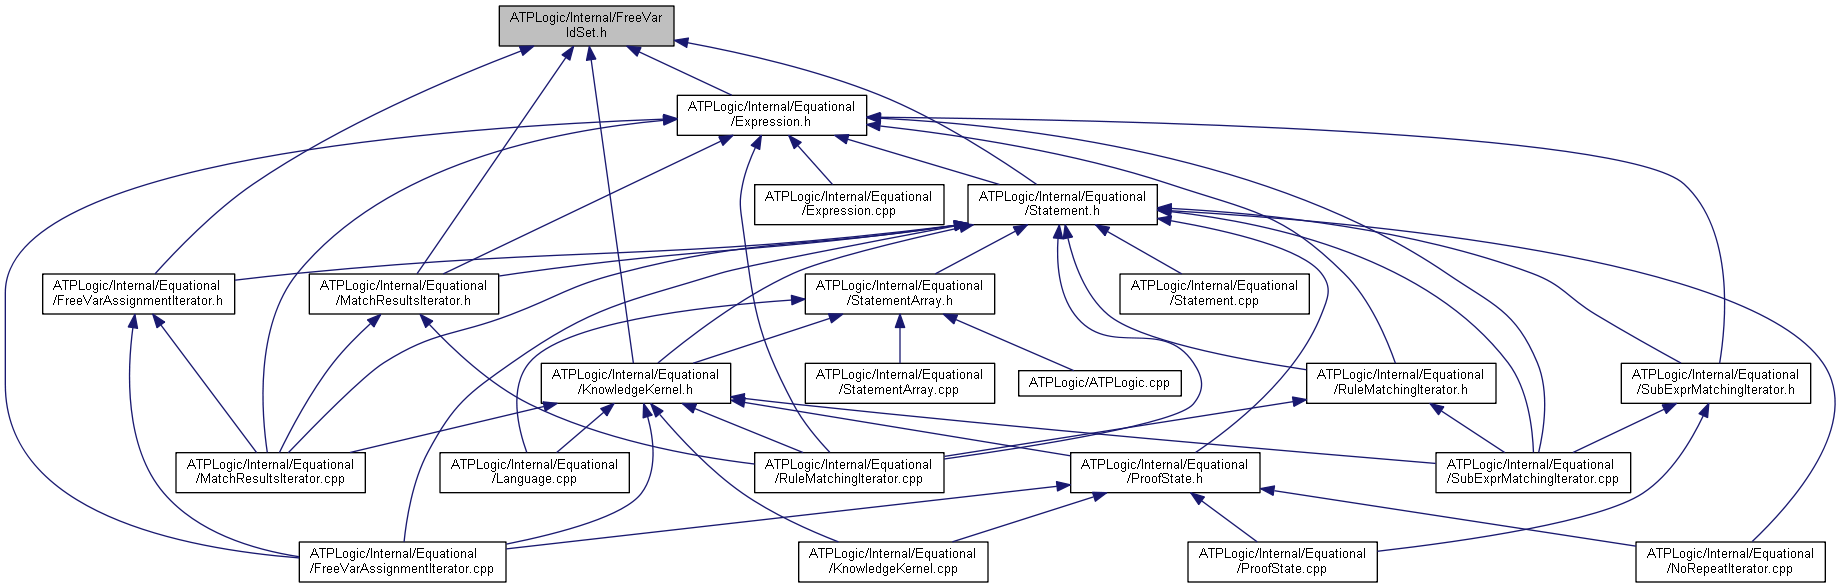 ATPLogic/Internal/FreeVar
IdSet.h
ATPLogic/Internal/Equational
/Expression.h
ATPLogic/Internal/Equational
/Expression.cpp
ATPLogic/Internal/Equational
/Statement.h
ATPLogic/Internal/Equational
/FreeVarAssignmentIterator.h
ATPLogic/Internal/Equational
/MatchResultsIterator.h
ATPLogic/Internal/Equational
/StatementArray.h
ATPLogic/Internal/Equational
/Statement.cpp
ATPLogic/Internal/Equational
/KnowledgeKernel.h
ATPLogic/Internal/Equational
/StatementArray.cpp
ATPLogic/ATPLogic.cpp
ATPLogic/Internal/Equational
/RuleMatchingIterator.h
ATPLogic/Internal/Equational
/SubExprMatchingIterator.h
ATPLogic/Internal/Equational
/MatchResultsIterator.cpp
ATPLogic/Internal/Equational
/Language.cpp
ATPLogic/Internal/Equational
/RuleMatchingIterator.cpp
ATPLogic/Internal/Equational
/ProofState.h
ATPLogic/Internal/Equational
/SubExprMatchingIterator.cpp
ATPLogic/Internal/Equational
/FreeVarAssignmentIterator.cpp
ATPLogic/Internal/Equational
/KnowledgeKernel.cpp
ATPLogic/Internal/Equational
/ProofState.cpp
ATPLogic/Internal/Equational
/NoRepeatIterator.cpp